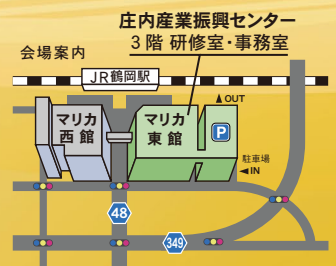 庄内産業振興センター
3階 研修室・事務室
会場案内
JR鶴岡駅
▲OUT
マリカ
西館
マリカ
東館
P
駐車場
◀IN
48
349